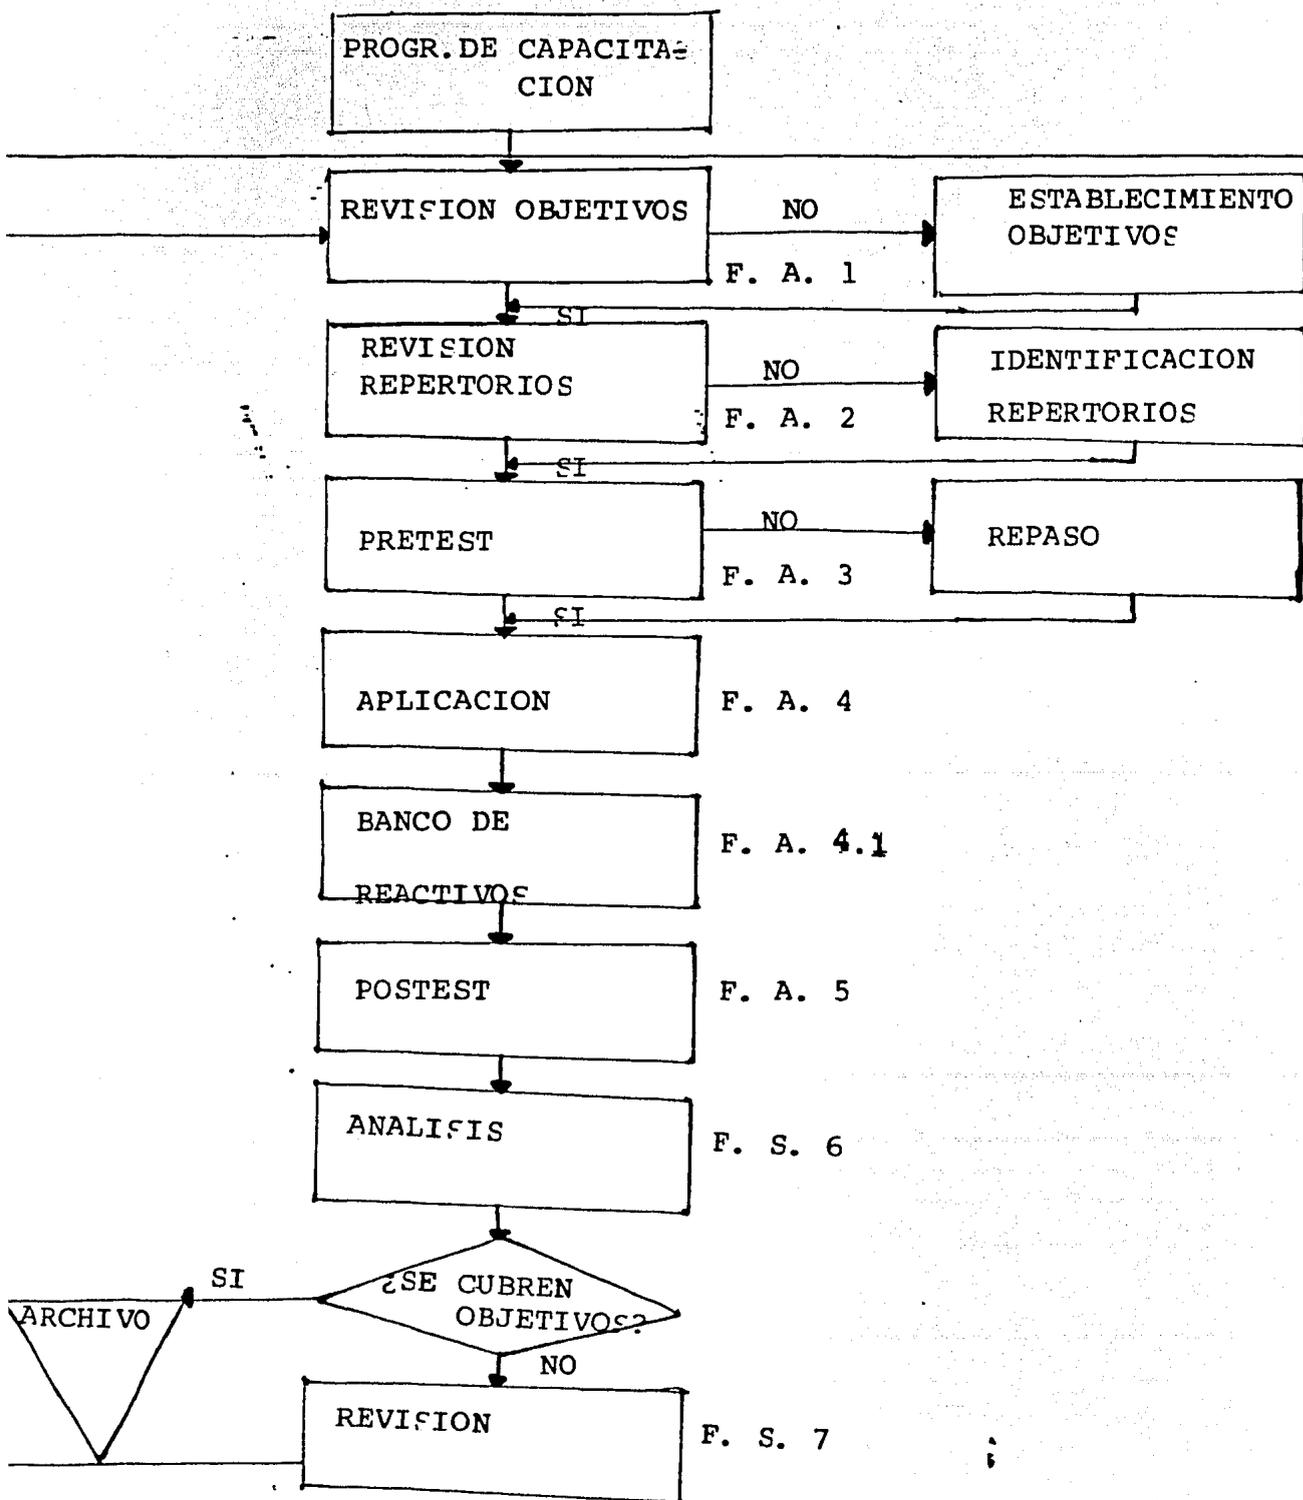 PROGR.DE CAPACITA-
CION
REVISION OBJETIVOS
NO
ESTABLECIMIENTO
OBJETIVOS
F. A. 1
SI
REVISION
REPERTORIOS
NO
IDENTIFICACION
REPERTORIOS
F. A. 2
SI
PRETEST
NO
REPASO
F. A. 3
SI
APLICACION
F. A. 4
BANCO DE
REACTIVOS
F. A. 4.1
POSTEST
F. A. 5
ANALISIS
F. S. 6
¿SE CUBREN
OBJETIVOS?
SI
ARCHIVO
NO
REVISION
F. S. 7